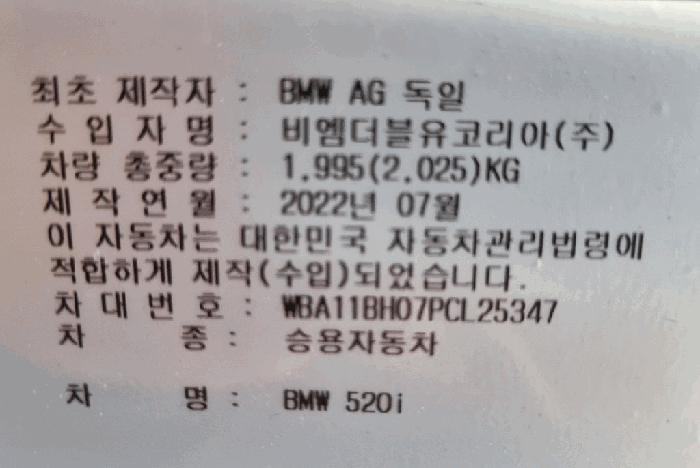 최초 제작자 : BMW AG 독일
수 입 자 명 : 비엠더블유코리아(주)
차량 총중량 : 1.995(2.025)KG
제 작 연 월 : 2022년 07월
이 자동차는 대한민국 자동차관리법령에
적합하게 제작(수입)되었습니다.
차 대 번 호 : WBA11BH07PCL25347
차 종 : 승용자동차
차 명 : BMW 520i